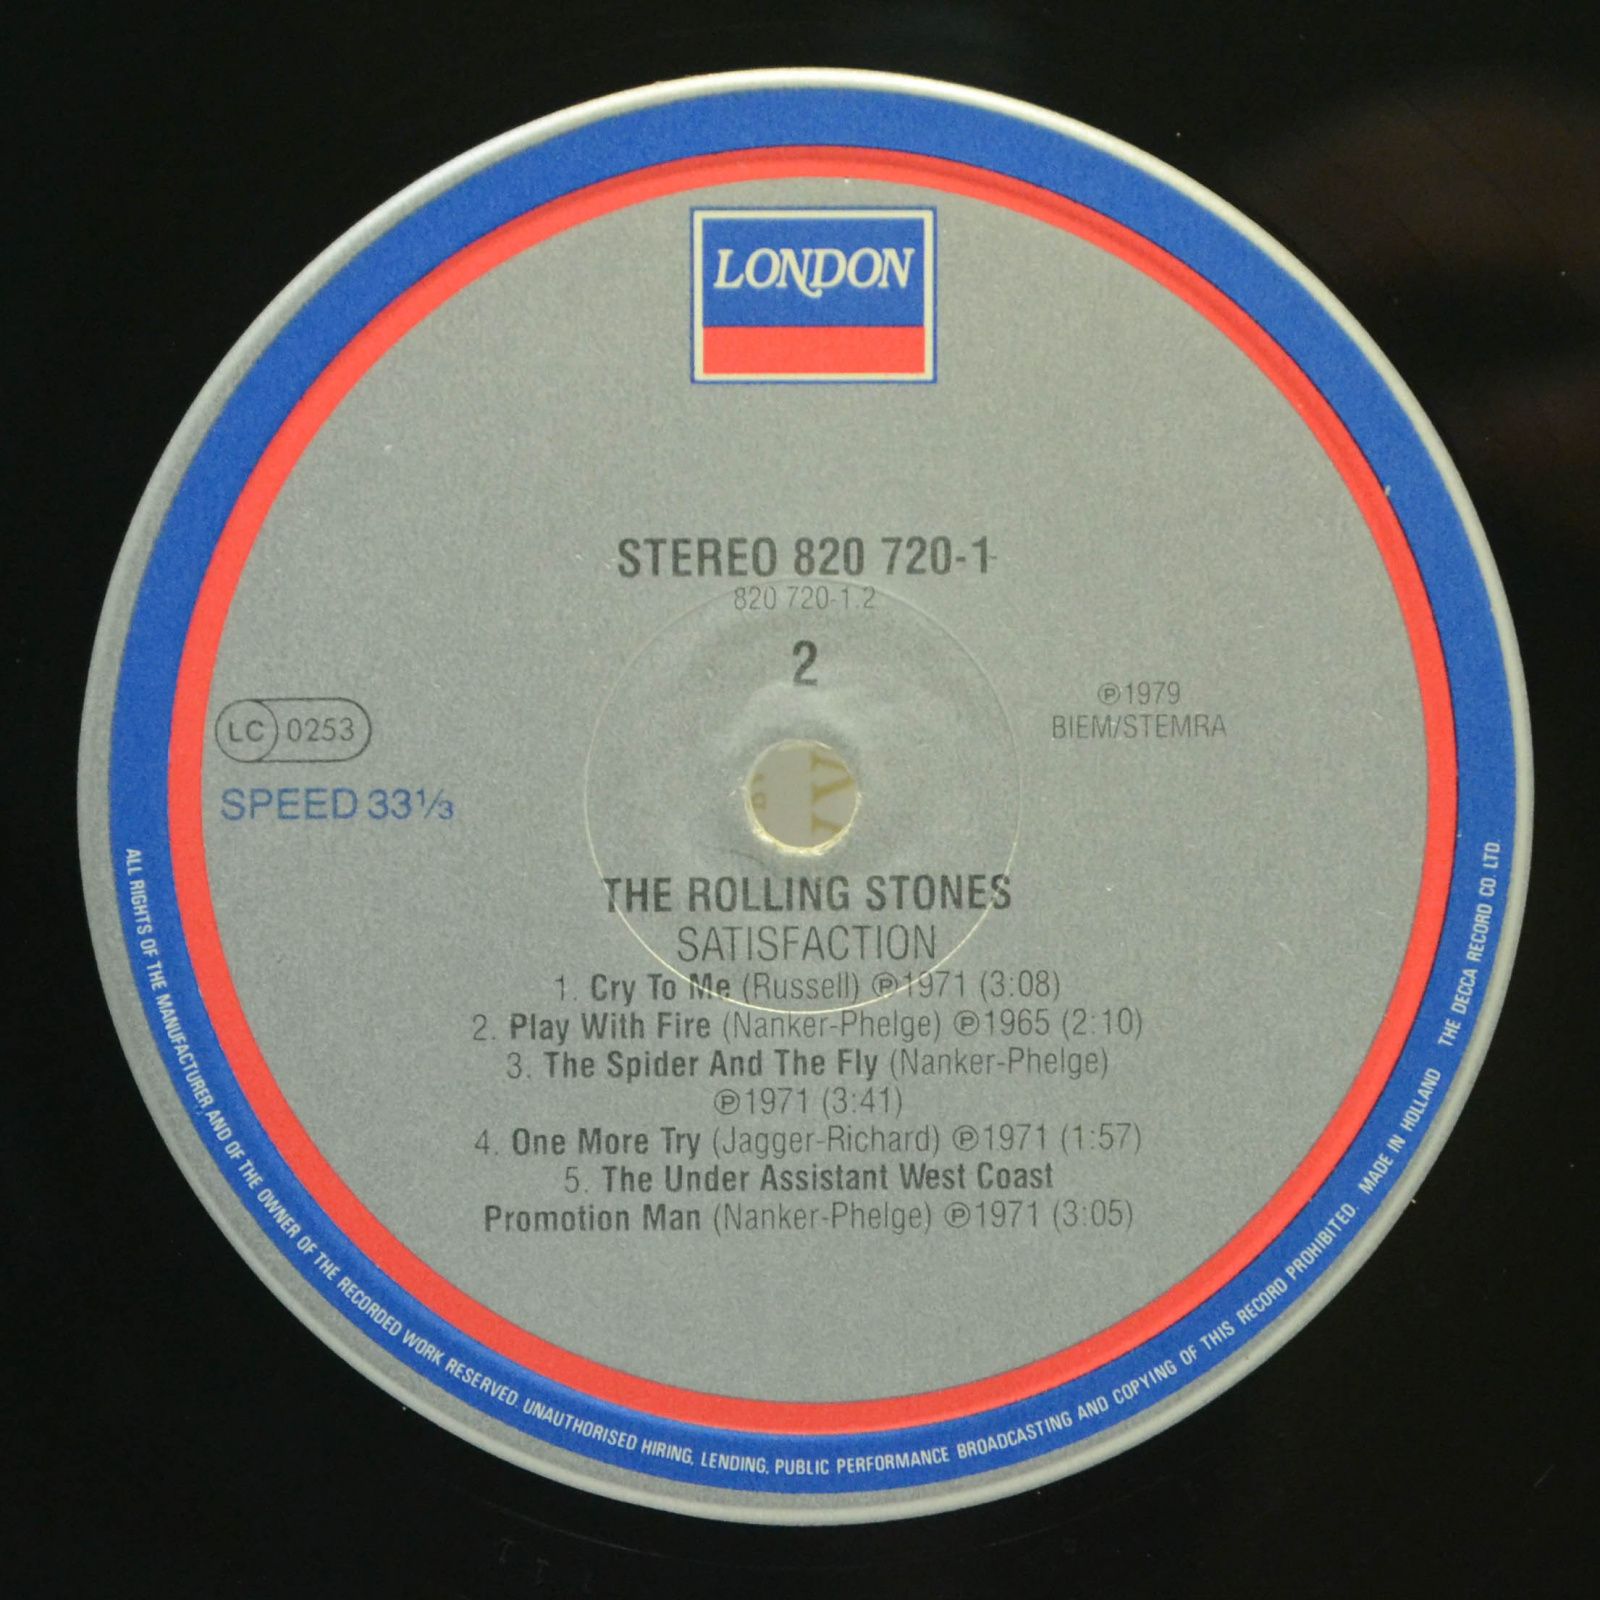 LONDON
STEREO 820 720-1
820 720-1.2
2
℗1979
BIEM/STEMRA
LC 0253
SPEED 33⅓
THE ROLLING STONES
SATISFACTION
1. Cry To Me (Russell) ℗1971 (3:08)
2. Play With Fire (Nanker-Phelge) ℗1965 (2:10)
3. The Spider And The Fly (Nanker-Phelge)
℗1971 (3:41)
4. One More Try (Jagger-Richard) ℗1971 (1:57)
5. The Under Assistant West Coast
Promotion Man (Nanker-Phelge) ℗1971 (3:05)
ALL RIGHTS OF THE MANUFACTURER AND OF THE OWNER OF THE RECORDED WORK RESERVED. UNAUTHORISED HIRING, LENDING, PUBLIC PERFORMANCE BROADCASTING AND COPYING OF THIS RECORD PROHIBITED. MADE IN HOLLAND THE DECCA RECORD CO. LTD.